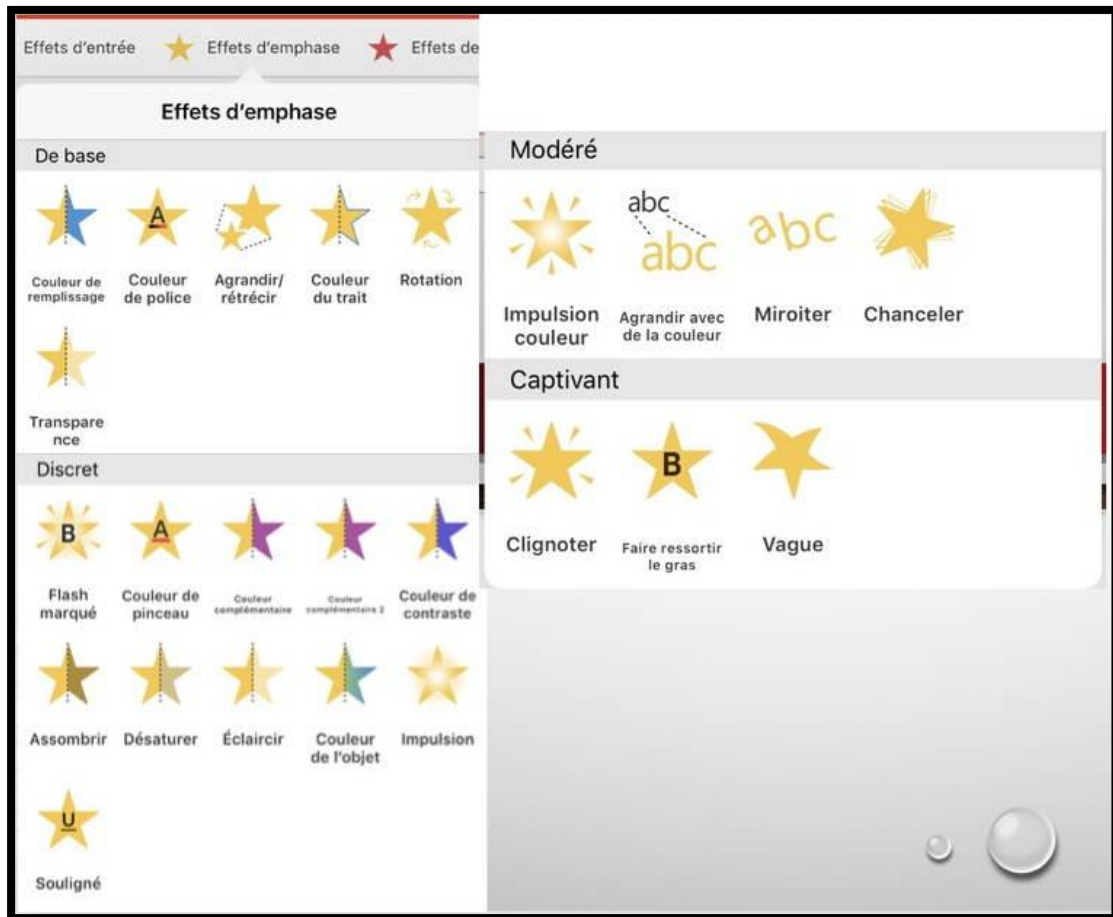 Effets d'entrée Effets d'emphase Effets de
Effets d'emphase
De base
Couleur de remplissage
Couleur de police
A
Agrandir/ rétrécir
Couleur du trait
Rotation
Transpare
nce
Discret
B
Flash marqué
A
Couleur de pinceau
Couleur complémentaire
Couleur complémentaire 2
Couleur de contraste
Assombrir
Désaturer
Éclaircir
Couleur de l'objet
Impulsion
U
Souligné
Modéré
Impulsion couleur
abc
abc
Agrandir avec de la couleur
abc
Miroiter
Chanceler
Captivant
Clignoter
B
Faire ressortir le gras
Vague